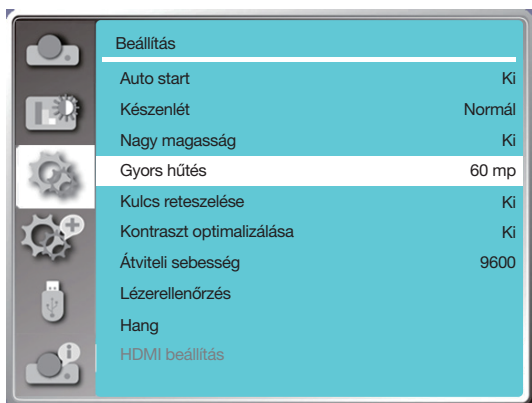 Beállítás
Auto start Ki
Készenlét Normál
Nagy magasság Ki
Gyors hűtés 60 mp
Kulcs reteszelése Ki
Kontraszt optimalizálása Ki
Átviteli sebesség 9600
Lézerellenőrzés
Hang
HDMI beállítás